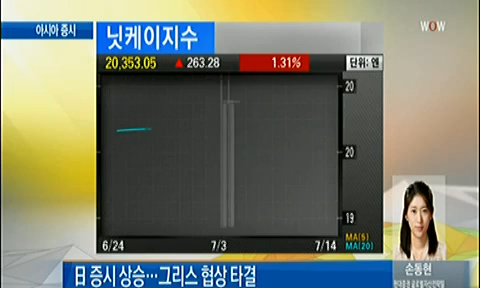 아시아 증시
WOW
닛케이지수
20,353.05 ▲ 263.28 1.31% 단위: 엔
20
20
19
MA(5)
MA(20)
6/24 7/3 7/14
손동현
日 증시 상승…그리스 협상 타결